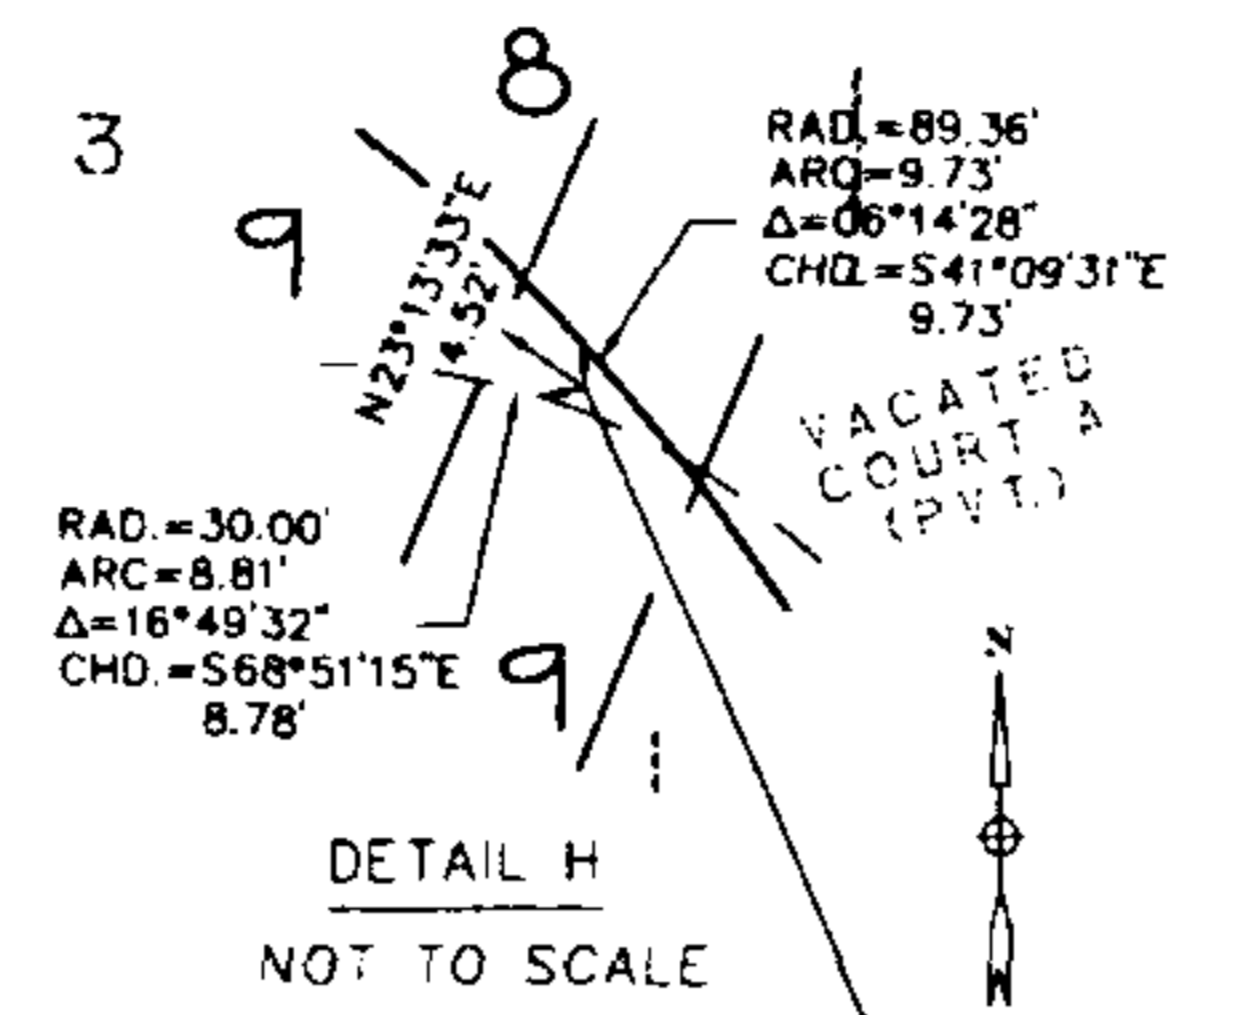 8
3
9
RAD.=89.36'
ARC=9.73'
Δ=06°14'28"
CHD.=S41°09'31"E
9.73'
N23°13'33"E
14.52'
VACATED
COURT A
(PVT.)
RAD.=30.00'
ARC=8.81'
Δ=16°49'32"
CHD.=S68°51'15"E
8.78'
9
N
DETAIL H
NOT TO SCALE